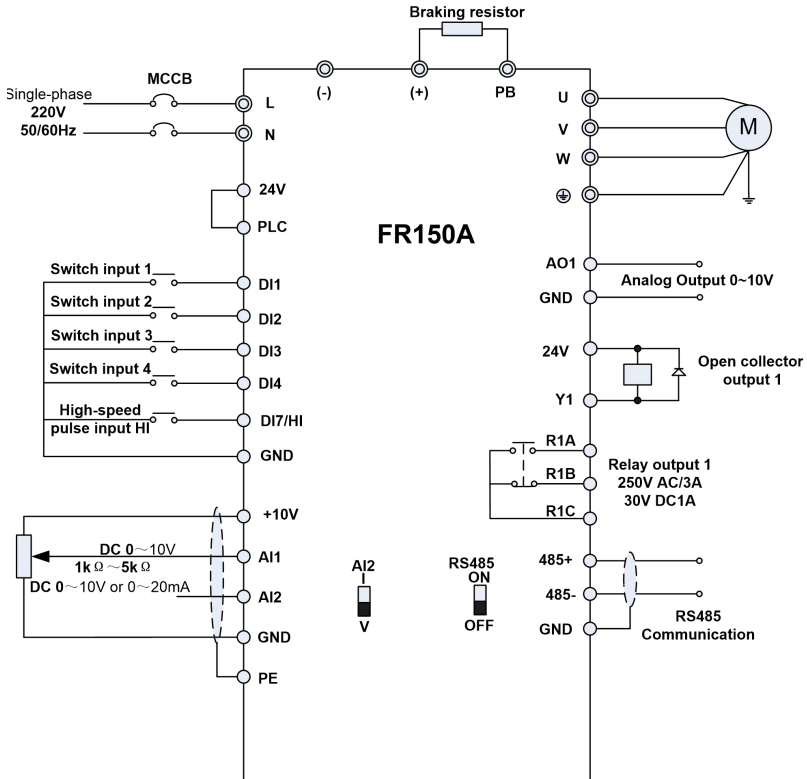 Braking resistor
MCCB
Single-phase
220V
50/60Hz
L
N
(-)
(+)
PB
U
V
W
M
24V
PLC
FR150A
Switch input 1
DI1
Switch input 2
DI2
Switch input 3
DI3
Switch input 4
DI4
High-speed
pulse input HI
DI7/HI
GND
AO1
Analog Output 0~10V
GND
24V
Open collector
output 1
Y1
R1A
R1B
R1C
Relay output 1
250V AC/3A
30V DC1A
+10V
DC 0～10V
1k Ω ～5k Ω
AI1
DC 0～10V or 0～20mA
AI2
GND
PE
AI2
I
V
RS485
ON
OFF
485+
485-
GND
RS485
Communication